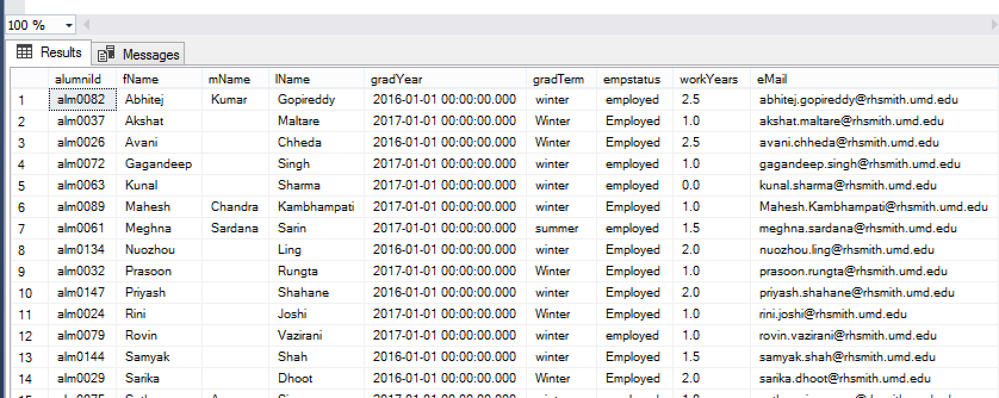 100 %
Results Messages
alumniId fName mName lName gradYear gradTerm empstatus workYears eMail
1 alm0082 Abhitej Kumar Gopireddy 2016-01-01 00:00:00.000 winter employed 2.5 abhitej.gopireddy@rhsmith.umd.edu
2 alm0037 Akshat Maltare 2017-01-01 00:00:00.000 Winter Employed 1.0 akshat.maltare@rhsmith.umd.edu
3 alm0026 Avani Chheda 2016-01-01 00:00:00.000 Winter Employed 2.5 avani.chheda@rhsmith.umd.edu
4 alm0072 Gagandeep Singh 2017-01-01 00:00:00.000 winter employed 1.0 gagandeep.singh@rhsmith.umd.edu
5 alm0063 Kunal Sharma 2017-01-01 00:00:00.000 winter employed 0.0 kunal.sharma@rhsmith.umd.edu
6 alm0089 Mahesh Chandra Kambhampati 2017-01-01 00:00:00.000 winter Employed 1.0 Mahesh.Kambhampati@rhsmith.umd.edu
7 alm0061 Meghna Sardana Sarin 2017-01-01 00:00:00.000 summer employed 1.5 meghna.sardana@rhsmith.umd.edu
8 alm0134 Nuozhou Ling 2016-01-01 00:00:00.000 winter Employed 2.0 nuozhou.ling@rhsmith.umd.edu
9 alm0032 Prasoon Rungta 2017-01-01 00:00:00.000 Winter Employed 1.0 prasoon.rungta@rhsmith.umd.edu
10 alm0147 Priyash Shahane 2016-01-01 00:00:00.000 winter Employed 2.0 priyash.shahane@rhsmith.umd.edu
11 alm0024 Rini Joshi 2017-01-01 00:00:00.000 Winter Employed 1.0 rini.joshi@rhsmith.umd.edu
12 alm0079 Rovin Vazirani 2017-01-01 00:00:00.000 winter employed 1.0 rovin.vazirani@rhsmith.umd.edu
13 alm0144 Samyak Shah 2016-01-01 00:00:00.000 winter Employed 1.5 samyak.shah@rhsmith.umd.edu
14 alm0029 Sarika Dhoot 2016-01-01 00:00:00.000 Winter Employed 2.0 sarika.dhoot@rhsmith.umd.edu